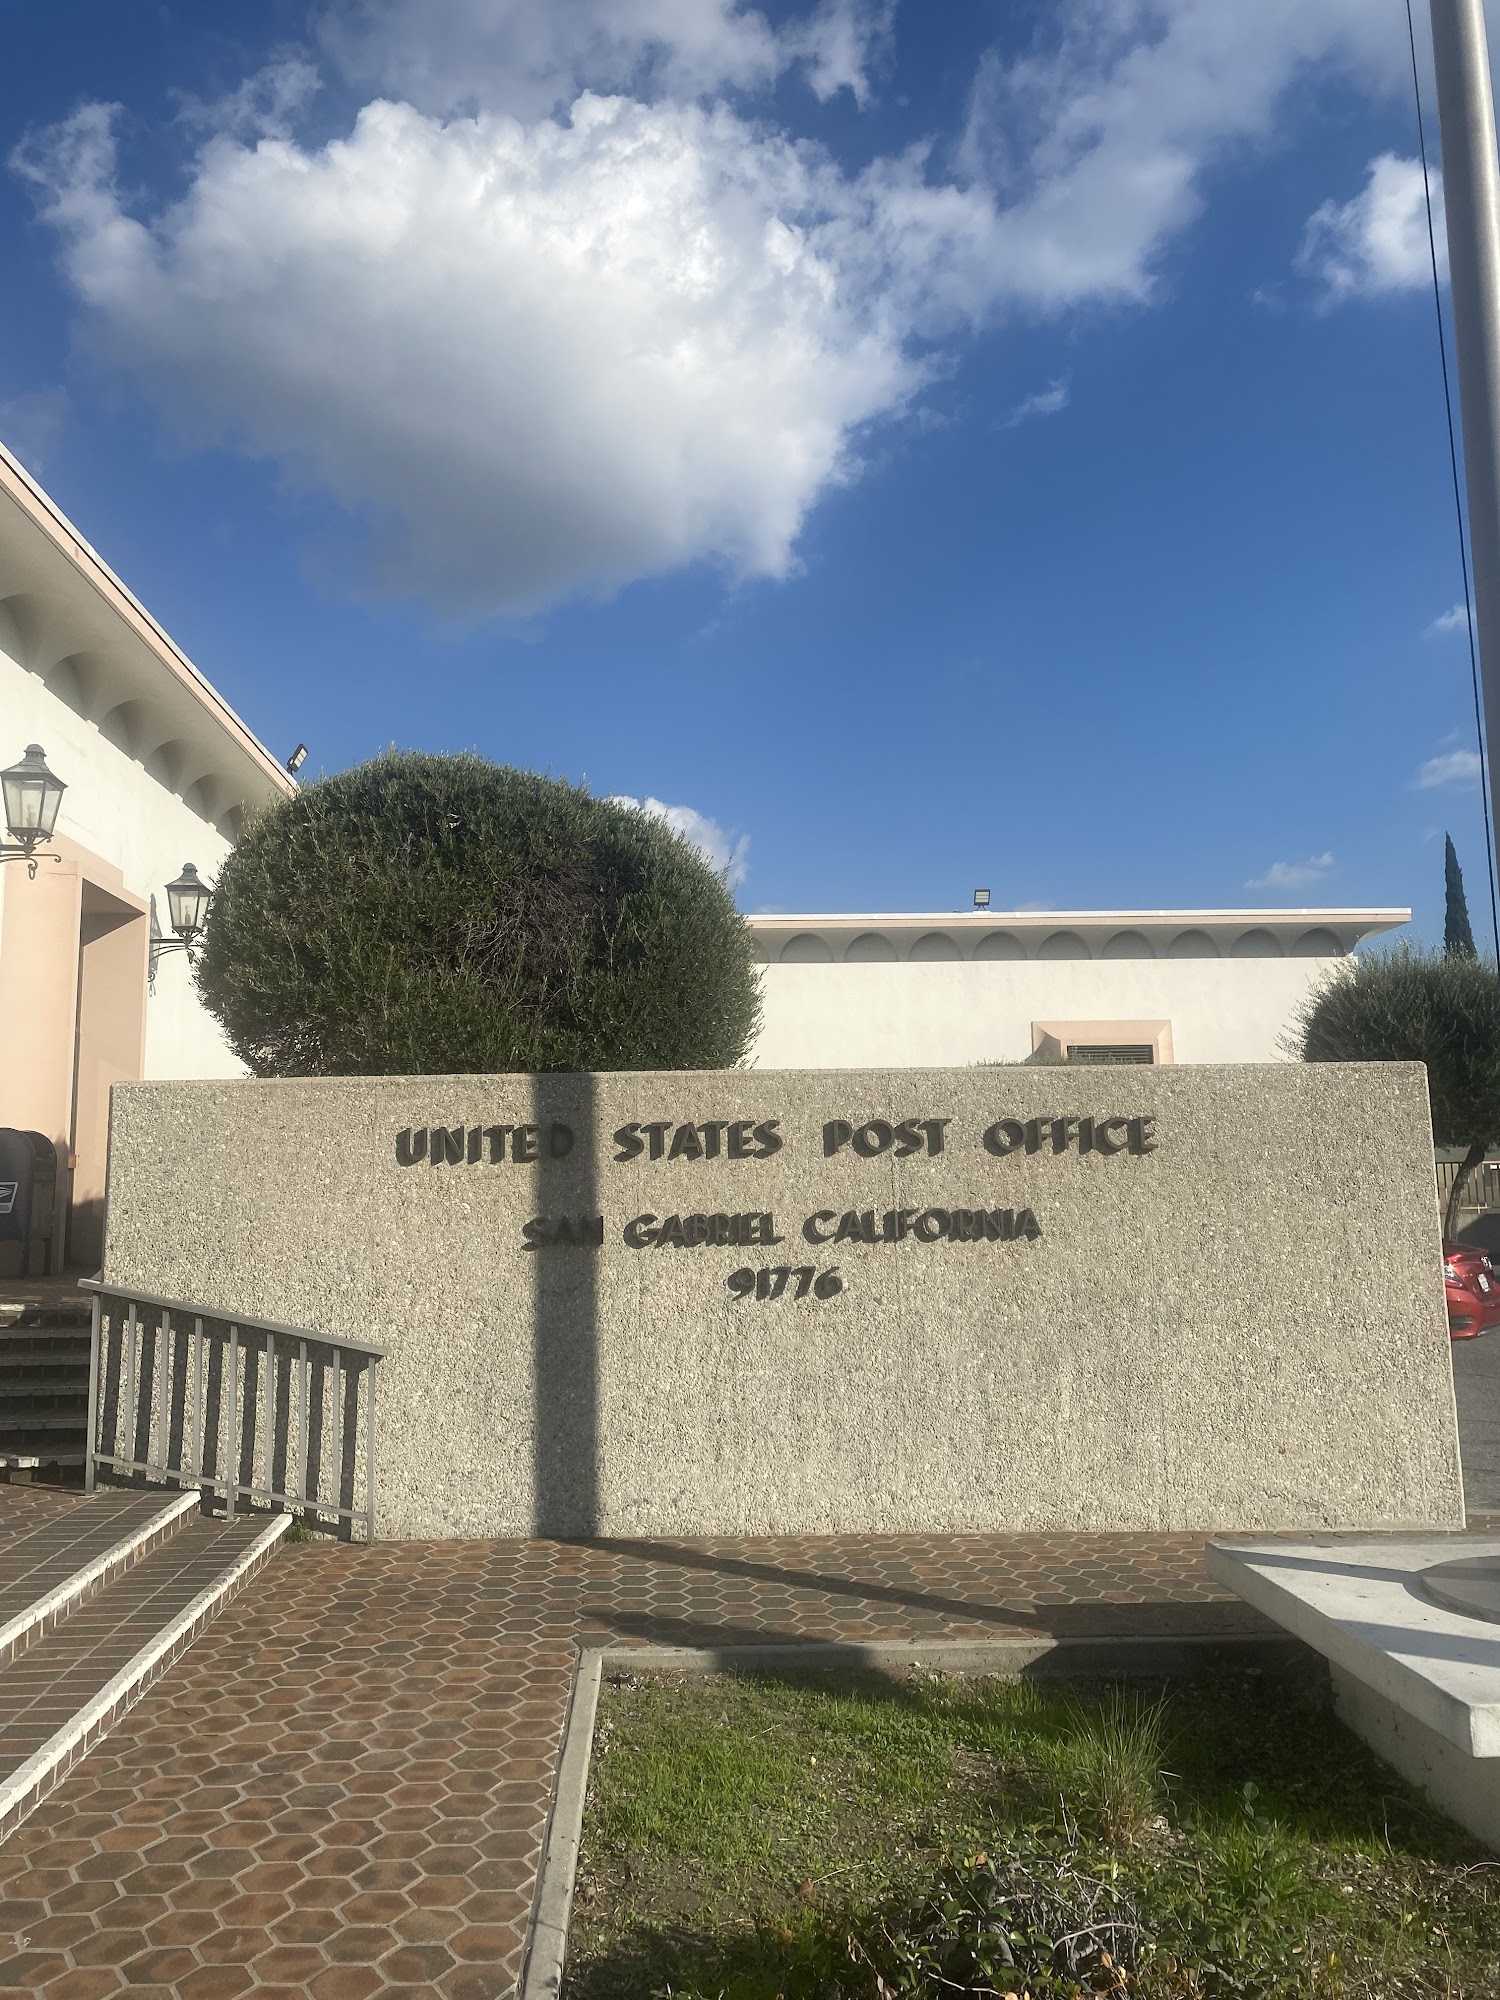 UNITED STATES POST OFFICE
SAN GABRIEL CALIFORNIA
91776